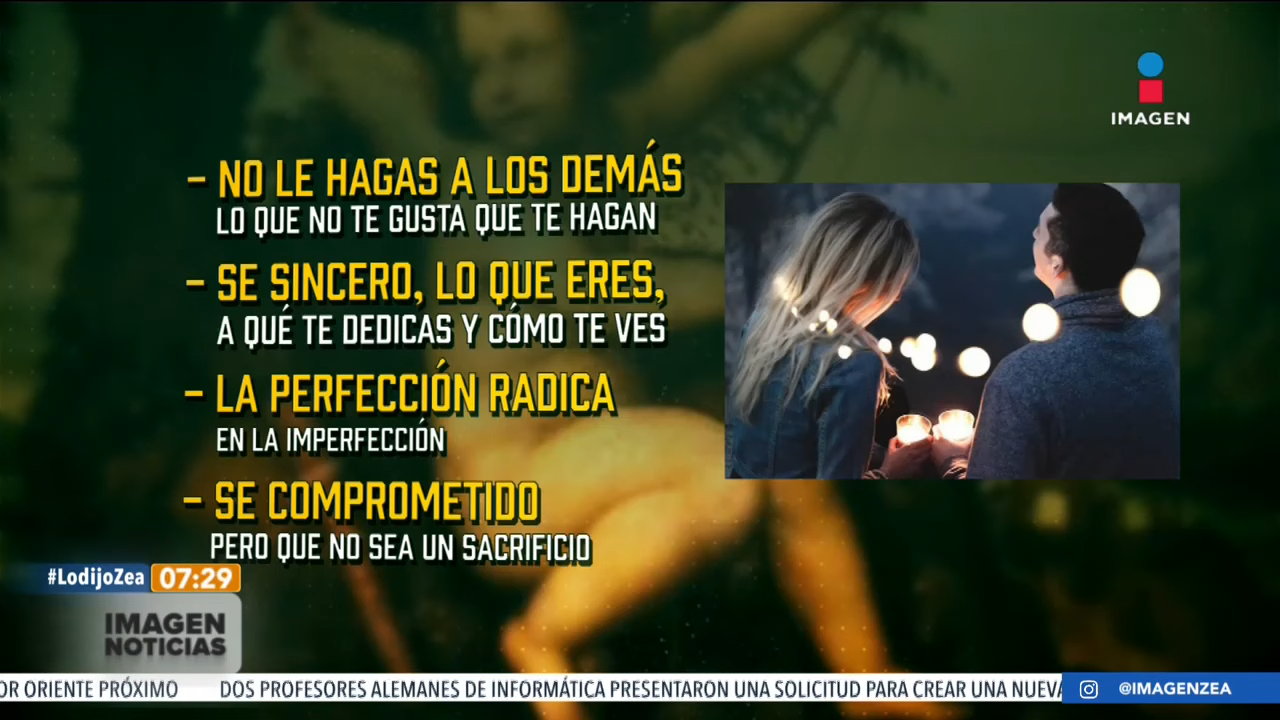 IMAGEN
– NO LE HAGAS A LOS DEMÁS
LO QUE NO TE GUSTA QUE TE HAGAN
– SE SINCERO, LO QUE ERES,
A QUÉ TE DEDICAS Y CÓMO TE VES
– LA PERFECCIÓN RADICA
EN LA IMPERFECCIÓN
– SE COMPROMETIDO
PERO QUE NO SEA UN SACRIFICIO
#LodijoZea 07:29
IMAGEN
NOTICIAS
OR ORIENTE PRÓXIMO DOS PROFESORES ALEMANES DE INFORMÁTICA PRESENTARON UNA SOLICITUD PARA CREAR UNA NUEVA @IMAGENZEA